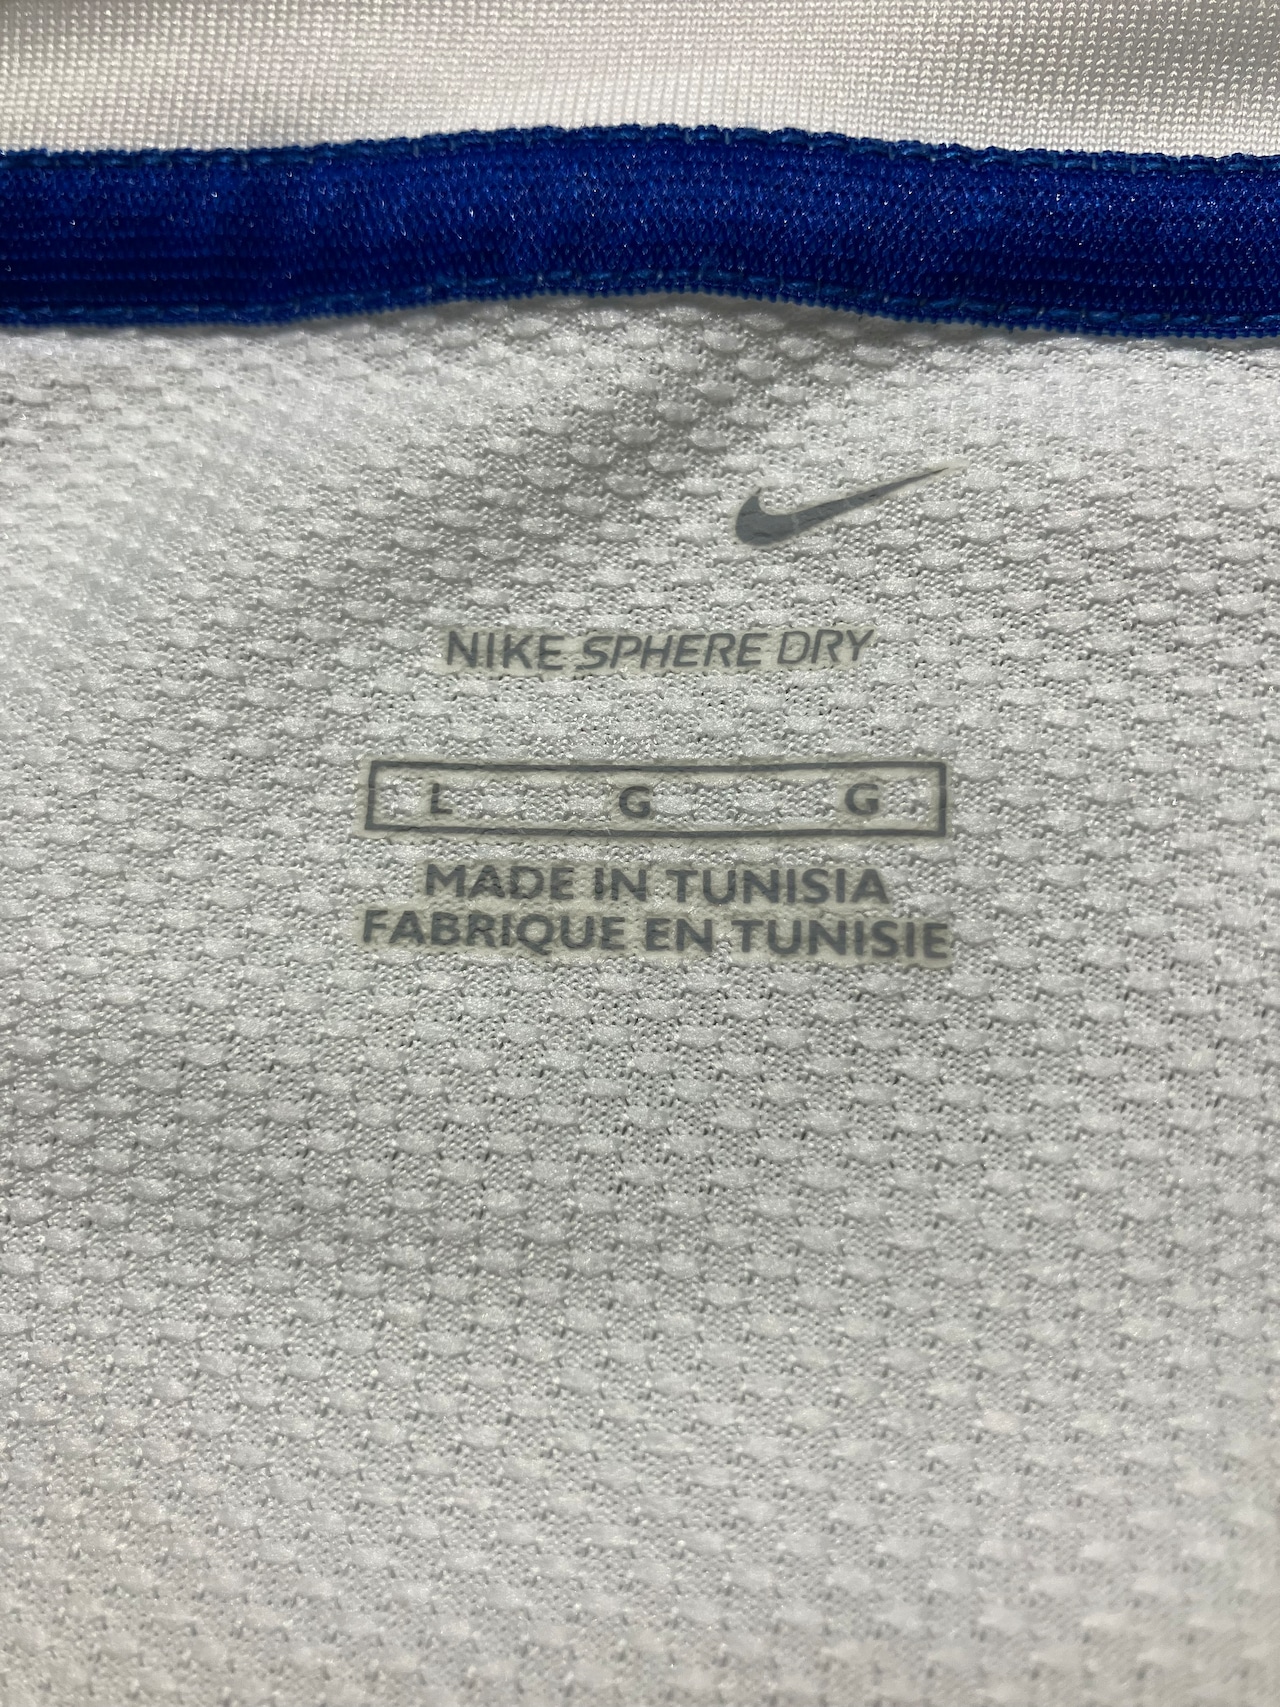 NIKE SPHERE DRY
L G G
MADE IN TUNISIA
FABRIQUE EN TUNISIE